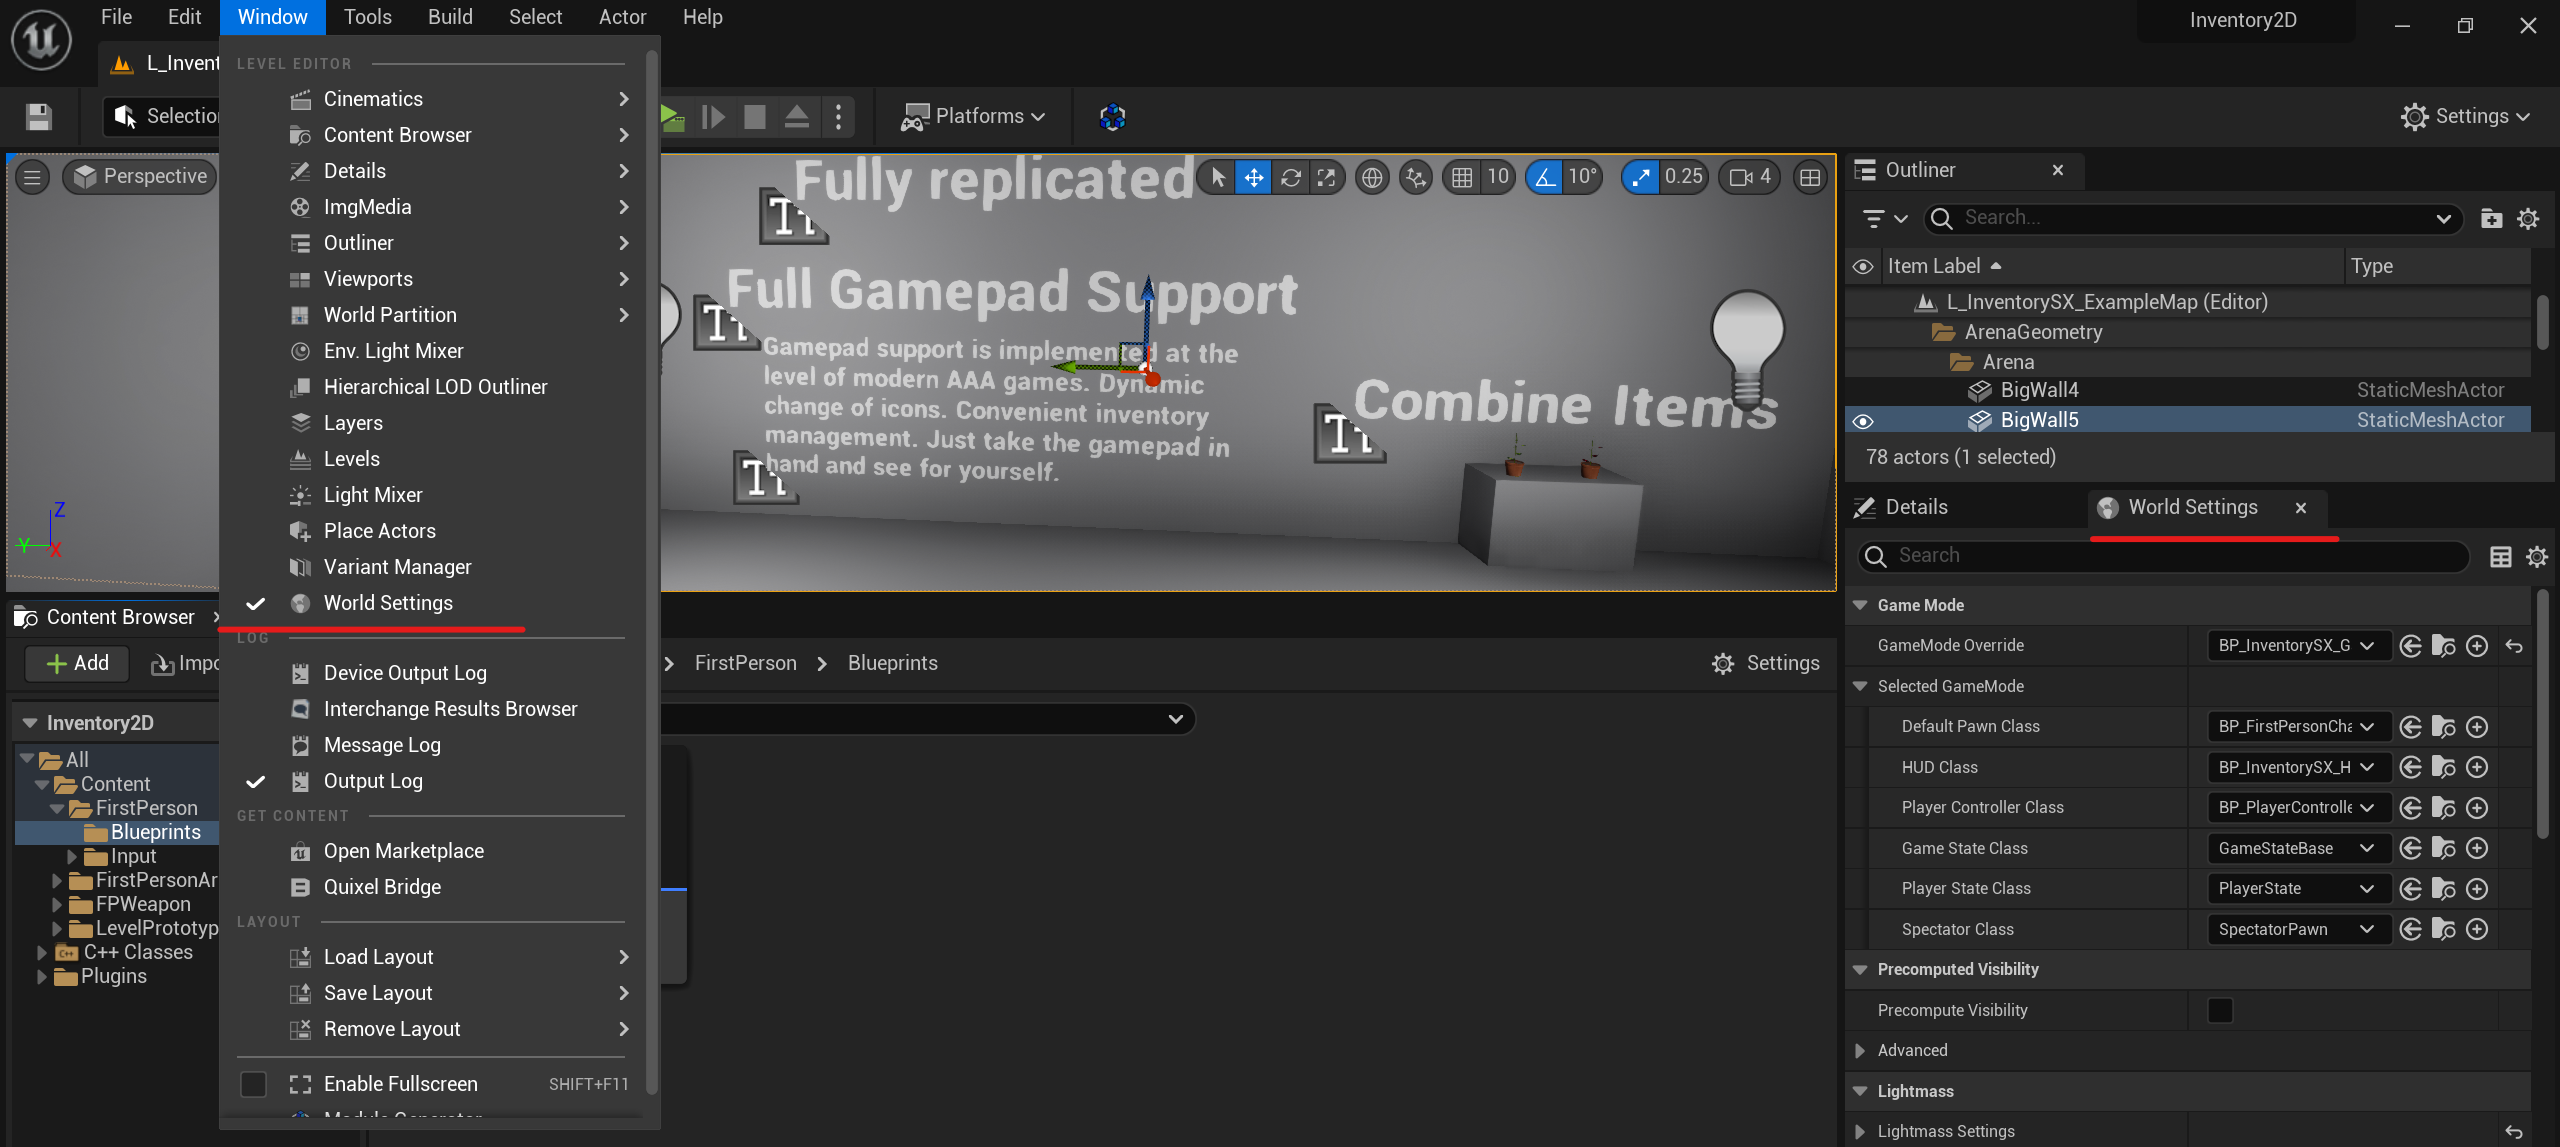 File Edit Window Tools Build Select Actor Help
Inventory2D
L_Invent
Selection
Platforms
Settings
LEVEL EDITOR
Cinematics
Content Browser
Details
ImgMedia
Outliner
Viewports
World Partition
Env. Light Mixer
Hierarchical LOD Outliner
Layers
Levels
Light Mixer
Place Actors
Variant Manager
World Settings
LOG
Device Output Log
Interchange Results Browser
Message Log
Output Log
GET CONTENT
Open Marketplace
Quixel Bridge
LAYOUT
Load Layout
Save Layout
Remove Layout
Enable Fullscreen SHIFT+F11
Module Generator
Perspective
10 10° 0.25 4
Fully replicated
Full Gamepad Support
Gamepad support is implemented at the
level of modern AAA games. Dynamic
change of icons. Convenient inventory
management. Just take the gamepad in
hand and see for yourself.
Combine Items
TT
TT
TT
TT
Z
Y X
Content Browser
Add Impo
FirstPerson Blueprints Settings
Inventory2D
All
Content
FirstPerson
Blueprints
Input
FirstPersonAr
FPWeapon
LevelPrototyp
C++ Classes
Plugins
Outliner
Search...
Item Label Type
L_InventorySX_ExampleMap (Editor)
ArenaGeometry
Arena
BigWall4 StaticMeshActor
BigWall5 StaticMeshActor
78 actors (1 selected)
Details World Settings
Search
Game Mode
GameMode Override BP_InventorySX_G
Selected GameMode
Default Pawn Class BP_FirstPersonCha
HUD Class BP_InventorySX_H
Player Controller Class BP_PlayerControlle
Game State Class GameStateBase
Player State Class PlayerState
Spectator Class SpectatorPawn
Precomputed Visibility
Precompute Visibility
Advanced
Lightmass
Lightmass Settings